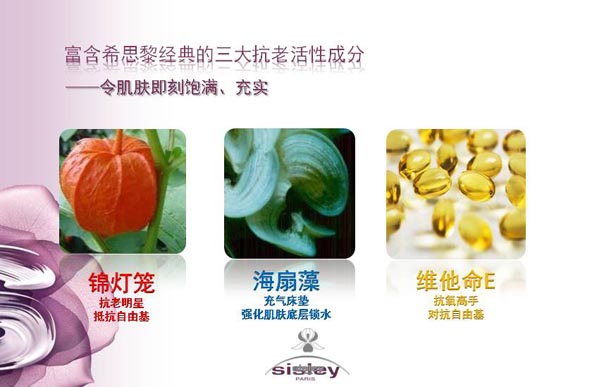 富含希思黎经典的三大抗老活性成分
——令肌肤即刻饱满、充实
锦灯笼
抗老明星
抵抗自由基
海扇藻
充气床垫
强化肌肤底层锁水
维他命E
抗氧高手
对抗自由基
sisley
PARIS